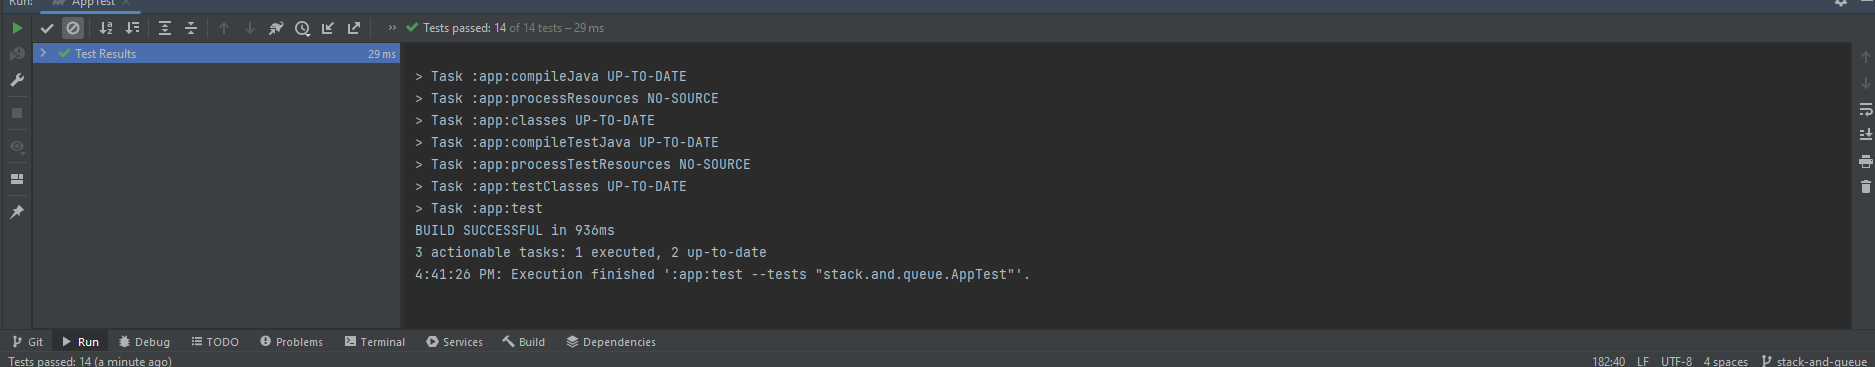 Run: AppTest
Tests passed: 14 of 14 tests – 29 ms
Test Results 29 ms
> Task :app:compileJava UP-TO-DATE
> Task :app:processResources NO-SOURCE
> Task :app:classes UP-TO-DATE
> Task :app:compileTestJava UP-TO-DATE
> Task :app:processTestResources NO-SOURCE
> Task :app:testClasses UP-TO-DATE
> Task :app:test
BUILD SUCCESSFUL in 936ms
3 actionable tasks: 1 executed, 2 up-to-date
4:41:26 PM: Execution finished ':app:test --tests "stack.and.queue.AppTest"'.
Git Run Debug TODO Problems Terminal Services Build Dependencies
Tests passed: 14 (a minute ago) 182:40 LF UTF-8 4 spaces stack-and-queue